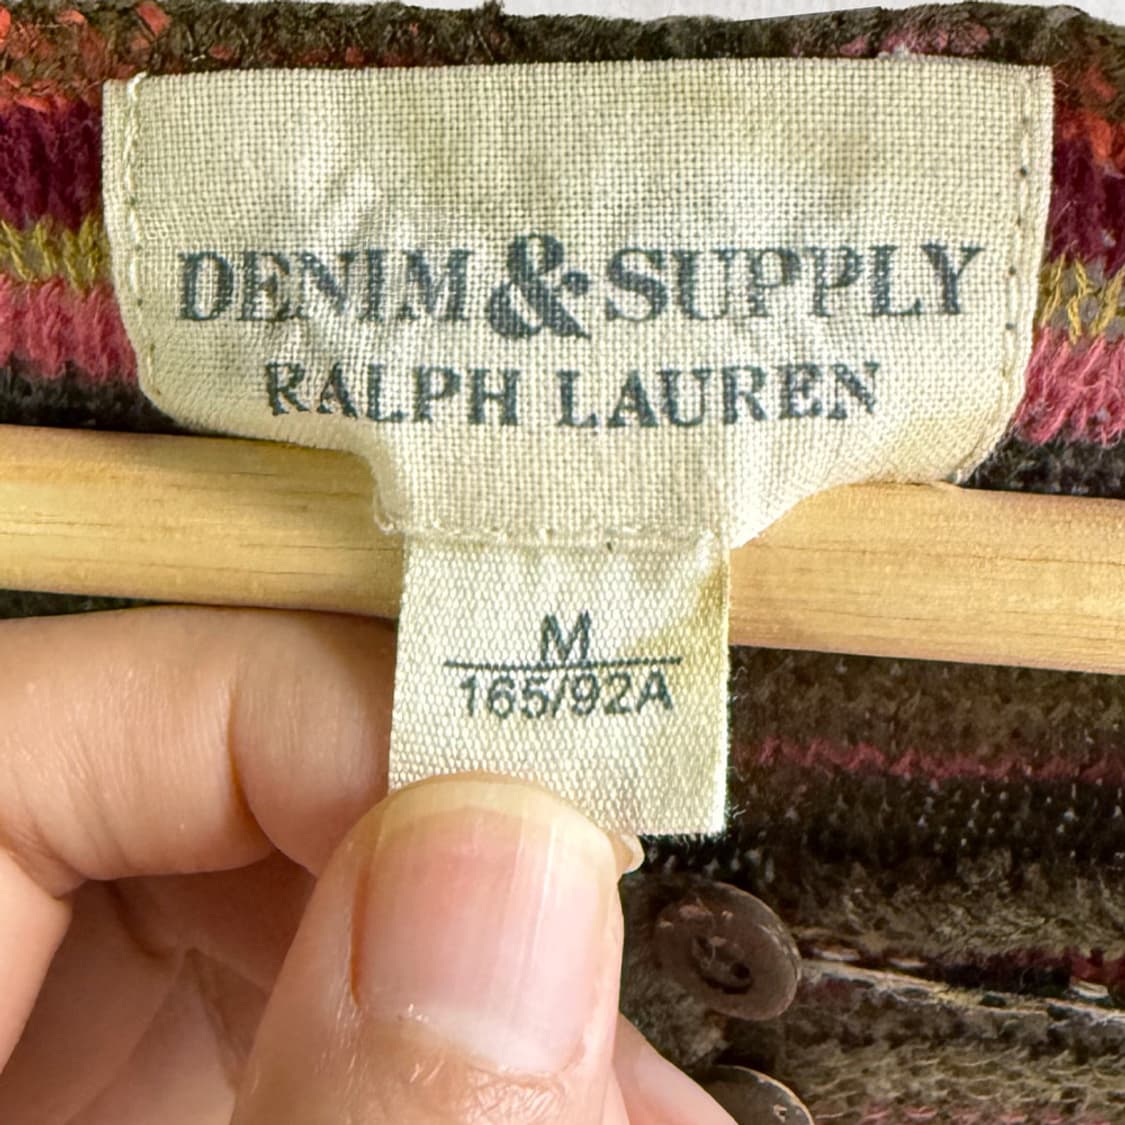 DENIM & SUPPLY
RALPH LAUREN
M
165/92A